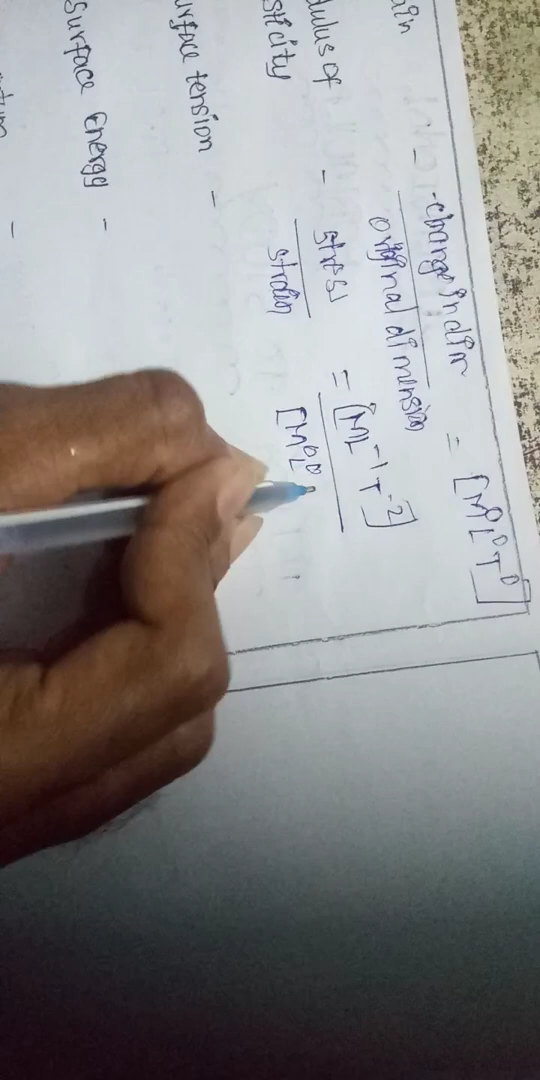 ain - change in dim = [M⁰L⁰T⁰]
original dimension
dulus of - stress = [ML⁻¹T⁻²]
sticity strain [M⁰L⁰
urface tension -
Surface Energy -
-